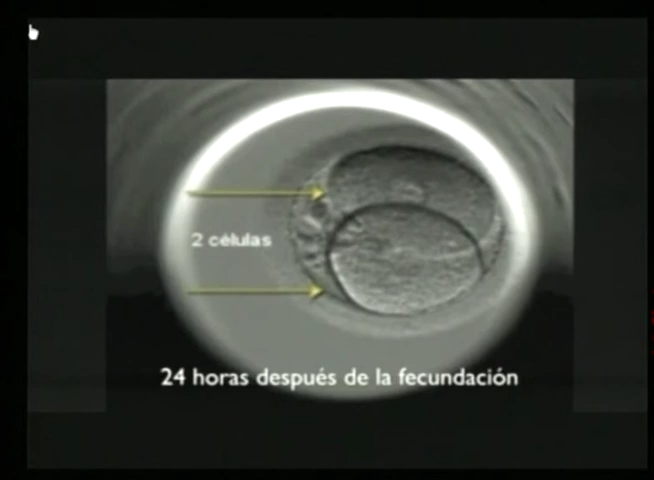 2 células
24 horas después de la fecundación